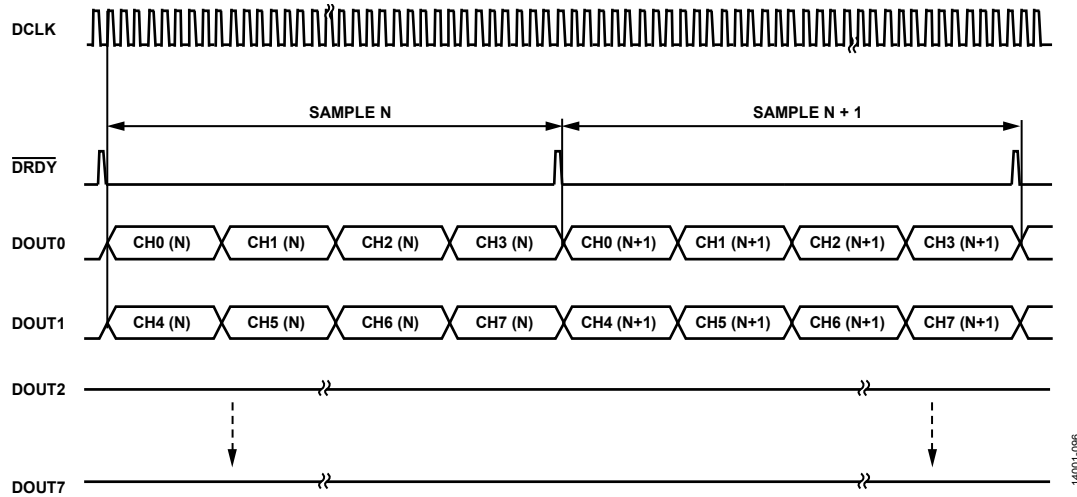 DCLK
SAMPLE N SAMPLE N + 1
DRDY
DOUT0 CH0 (N) CH1 (N) CH2 (N) CH3 (N) CH0 (N+1) CH1 (N+1) CH2 (N+1) CH3 (N+1)
DOUT1 CH4 (N) CH5 (N) CH6 (N) CH7 (N) CH4 (N+1) CH5 (N+1) CH6 (N+1) CH7 (N+1)
DOUT2
DOUT7
14001-096